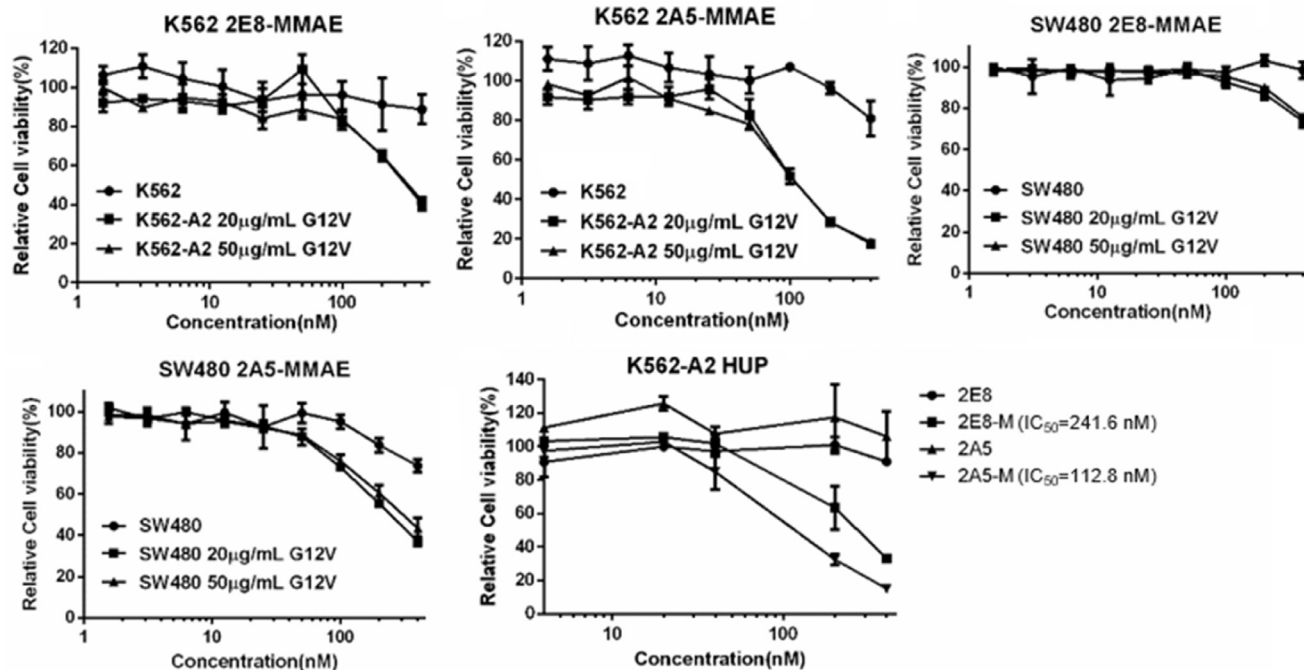 K562 2E8-MMAE
Relative Cell viability(%)
120
100
80
60
40
20
0
K562
K562-A2 20μg/mL G12V
K562-A2 50μg/mL G12V
1
10
100
Concentration(nM)
K562 2A5-MMAE
Relative Cell viability(%)
120
100
80
60
40
20
0
K562
K562-A2 20μg/mL G12V
K562-A2 50μg/mL G12V
1
10
100
Concentration(nM)
SW480 2E8-MMAE
Relative Cell viability(%)
100
80
60
40
20
0
SW480
SW480 20μg/mL G12V
SW480 50μg/mL G12V
1
10
100
Concentration(nM)
SW480 2A5-MMAE
Relative Cell viability(%)
100
80
60
40
20
0
SW480
SW480 20μg/mL G12V
SW480 50μg/mL G12V
1
10
100
Concentration(nM)
K562-A2 HUP
Relative Cell viability(%)
140
120
100
80
60
40
20
0
10
100
Concentration(nM)
2E8
2E8-M (IC₅₀=241.6 nM)
2A5
2A5-M (IC₅₀=112.8 nM)